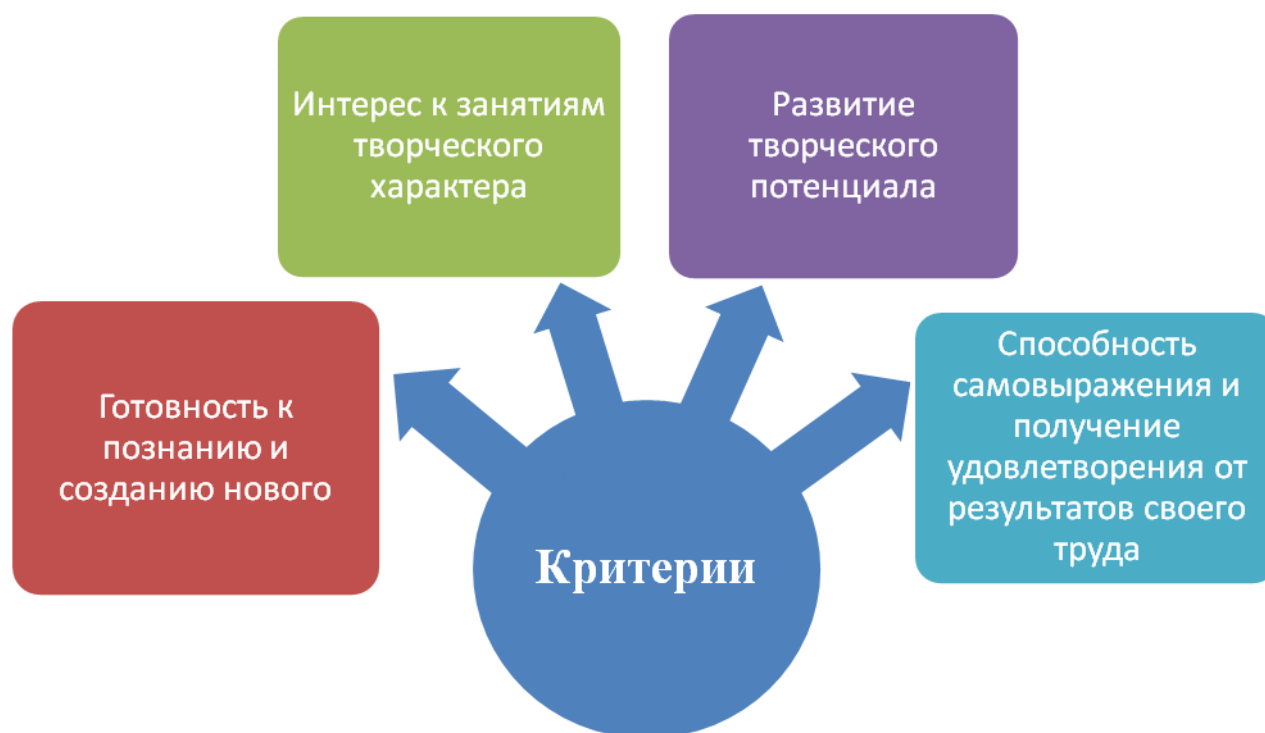 Интерес к занятиям
творческого
характера
Развитие
творческого
потенциала
Готовность к
познанию и
созданию нового
Способность
самовыражения и
получение
удовлетворения от
результатов своего
труда
Критерии